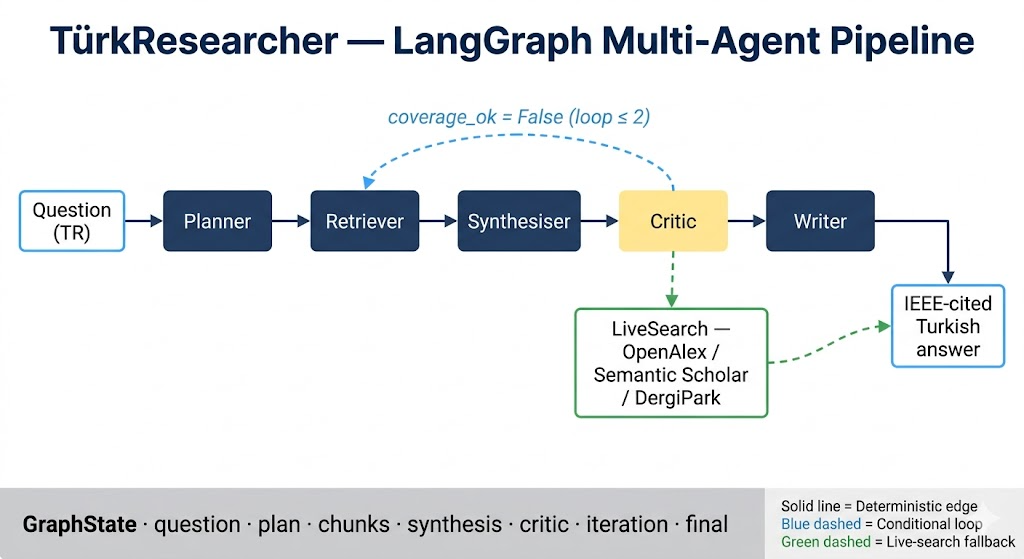 TürkResearcher — LangGraph Multi-Agent Pipeline
coverage_ok = False (loop ≤ 2)
Question
(TR)
Planner
Retriever
Synthesiser
Critic
Writer
LiveSearch —
OpenAlex /
Semantic Scholar
/ DergiPark
IEEE-cited
Turkish
answer
GraphState · question · plan · chunks · synthesis · critic · iteration · final
Solid line = Deterministic edge
Blue dashed = Conditional loop
Green dashed = Live-search fallback